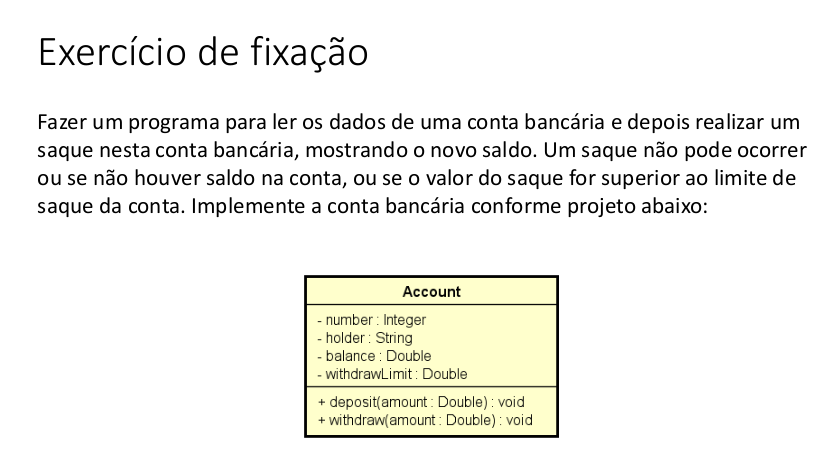 Exercício de fixação
Fazer um programa para ler os dados de uma conta bancária e depois realizar um
saque nesta conta bancária, mostrando o novo saldo. Um saque não pode ocorrer
ou se não houver saldo na conta, ou se o valor do saque for superior ao limite de
saque da conta. Implemente a conta bancária conforme projeto abaixo:
Account
- number : Integer
- holder : String
- balance : Double
- withdrawLimit : Double
+ deposit(amount : Double) : void
+ withdraw(amount : Double) : void